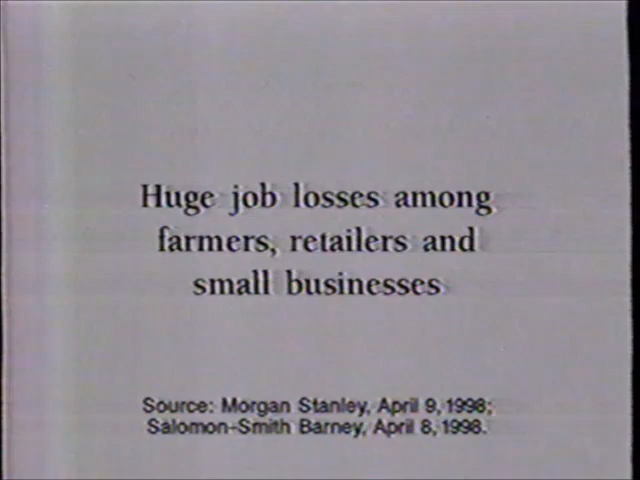 Huge job losses among
farmers, retailers and
small businesses
Source: Morgan Stanley, April 9, 1998;
Salomon-Smith Barney, April 8, 1998.